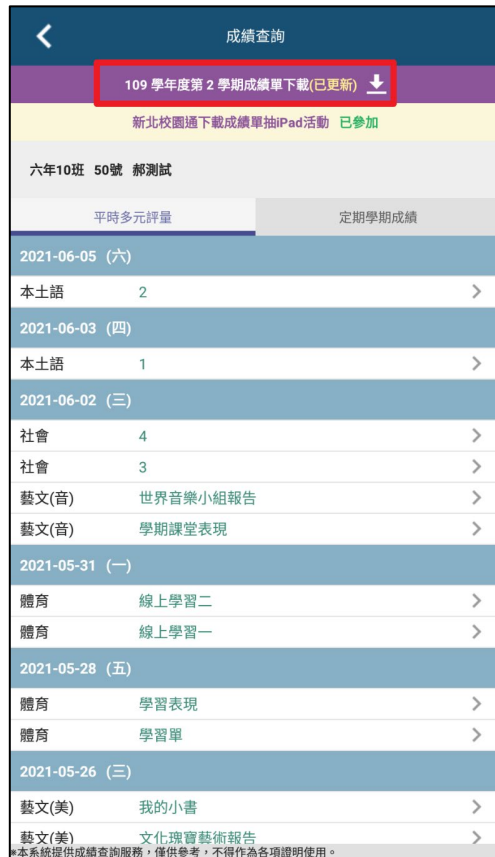 成績查詢
109 學年度第 2 學期成績單下載(已更新)
新北校園通下載成績單抽iPad活動 已參加
六年10班 50號 郝測試
平時多元評量 定期學期成績
2021-06-05 (六)
本土語 2
2021-06-03 (四)
本土語 1
2021-06-02 (三)
社會 4
社會 3
藝文(音) 世界音樂小組報告
藝文(音) 學期課堂表現
2021-05-31 (一)
體育 線上學習二
體育 線上學習一
2021-05-28 (五)
體育 學習表現
體育 學習單
2021-05-26 (三)
藝文(美) 我的小書
藝文(美) 文化瑰寶藝術報告
*本系統提供成績查詢服務，僅供參考，不得作為各項證明使用。